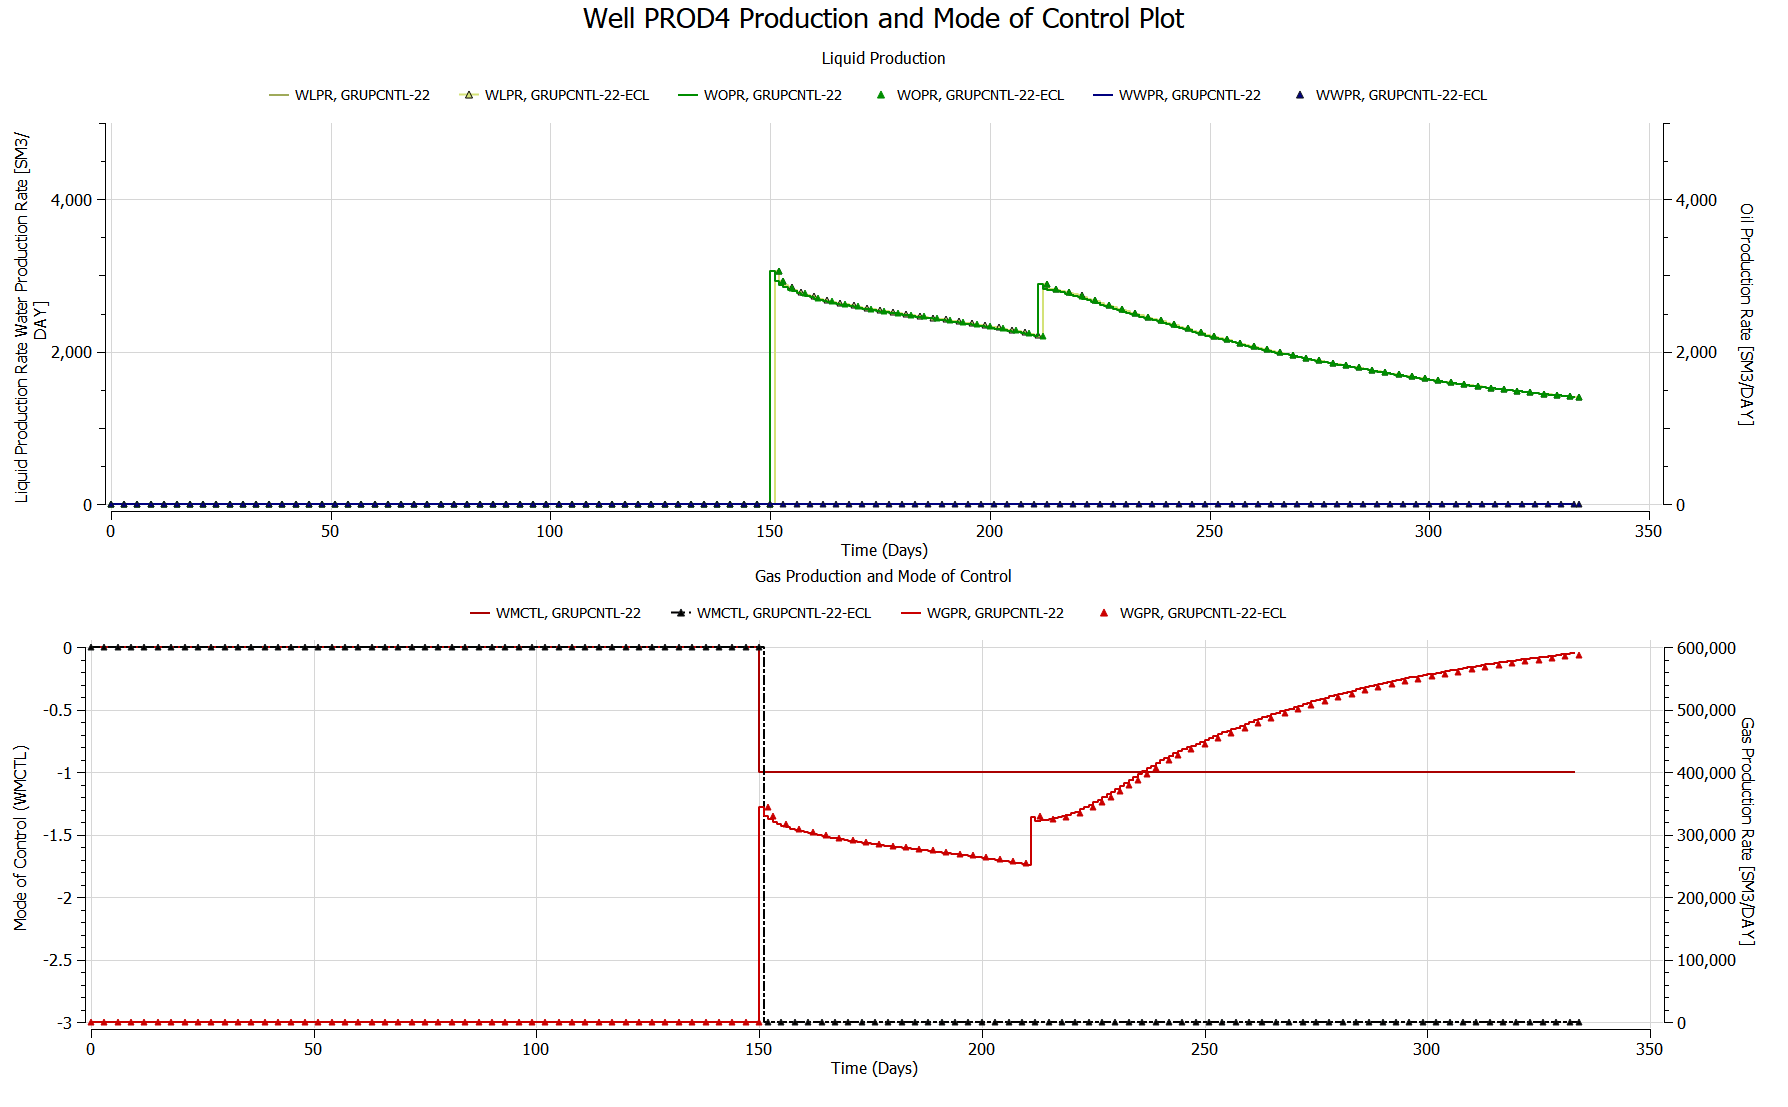 Well PROD4 Production and Mode of Control Plot
Liquid Production
WLPR, GRUPCNTL-22 WLPR, GRUPCNTL-22-ECL WOPR, GRUPCNTL-22 WOPR, GRUPCNTL-22-ECL WWPR, GRUPCNTL-22 WWPR, GRUPCNTL-22-ECL
Liquid Production Rate Water Production Rate [SM3/
DAY]
4,000
2,000
0
4,000
2,000
0
Oil Production Rate [SM3/DAY]
0 50 100 150 200 250 300 350
Time (Days)
Gas Production and Mode of Control
WMCTL, GRUPCNTL-22 WMCTL, GRUPCNTL-22-ECL WGPR, GRUPCNTL-22 WGPR, GRUPCNTL-22-ECL
Mode of Control (WMCTL)
0
-0.5
-1
-1.5
-2
-2.5
-3
600,000
500,000
400,000
300,000
200,000
100,000
0
Gas Production Rate [SM3/DAY]
0 50 100 150 200 250 300 350
Time (Days)